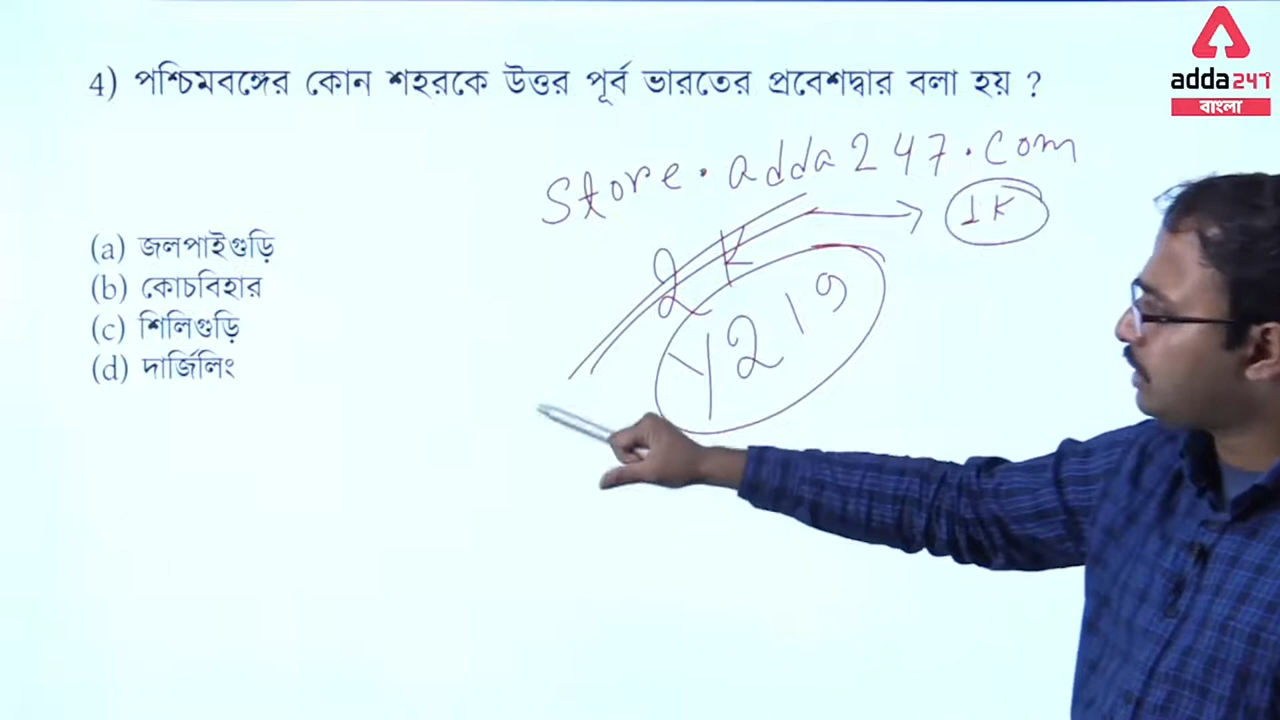 adda247
বাংলা
4) পশ্চিমবঙ্গের কোন শহরকে উত্তর পূর্ব ভারতের প্রবেশদ্বার বলা হয় ?
Store.adda247.com
2K
1K
Y219
(a) জলপাইগুড়ি
(b) কোচবিহার
(c) শিলিগুড়ি
(d) দার্জিলিং